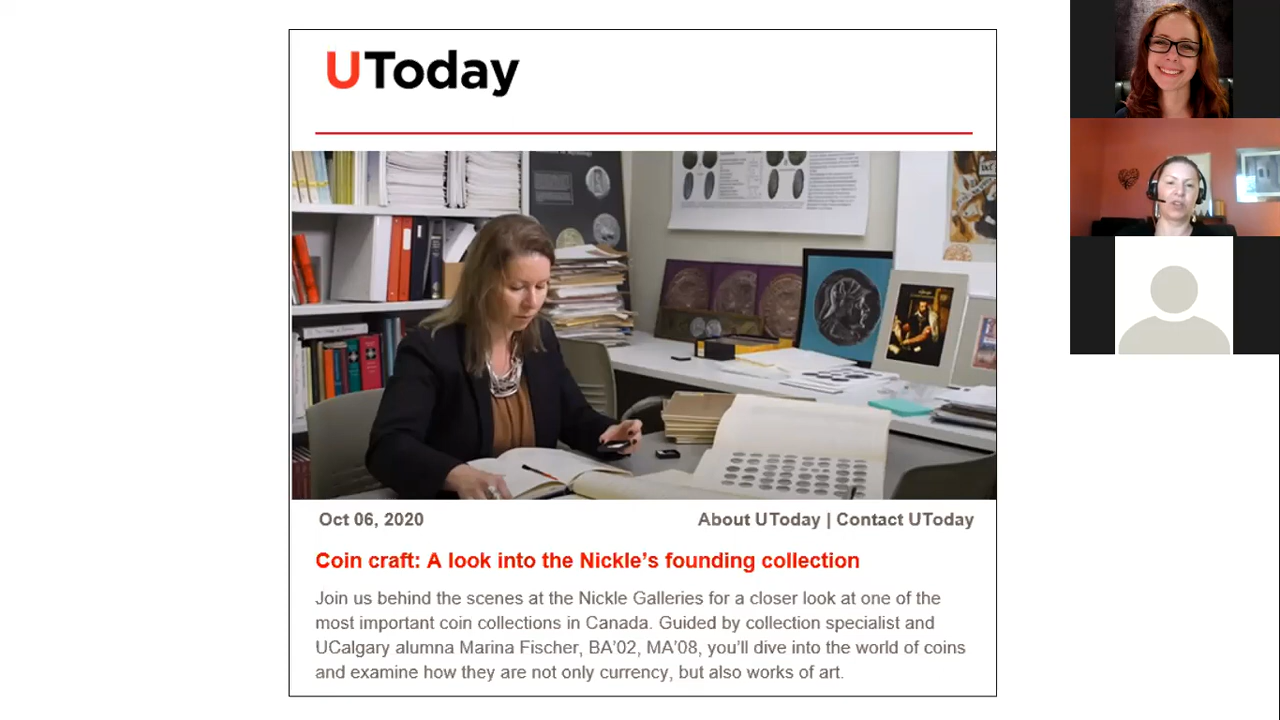 UToday
Oct 06, 2020
About UToday | Contact UToday
Coin craft: A look into the Nickle's founding collection
Join us behind the scenes at the Nickle Galleries for a closer look at one of the
most important coin collections in Canada. Guided by collection specialist and
UCalgary alumna Marina Fischer, BA'02, MA'08, you'll dive into the world of coins
and examine how they are not only currency, but also works of art.